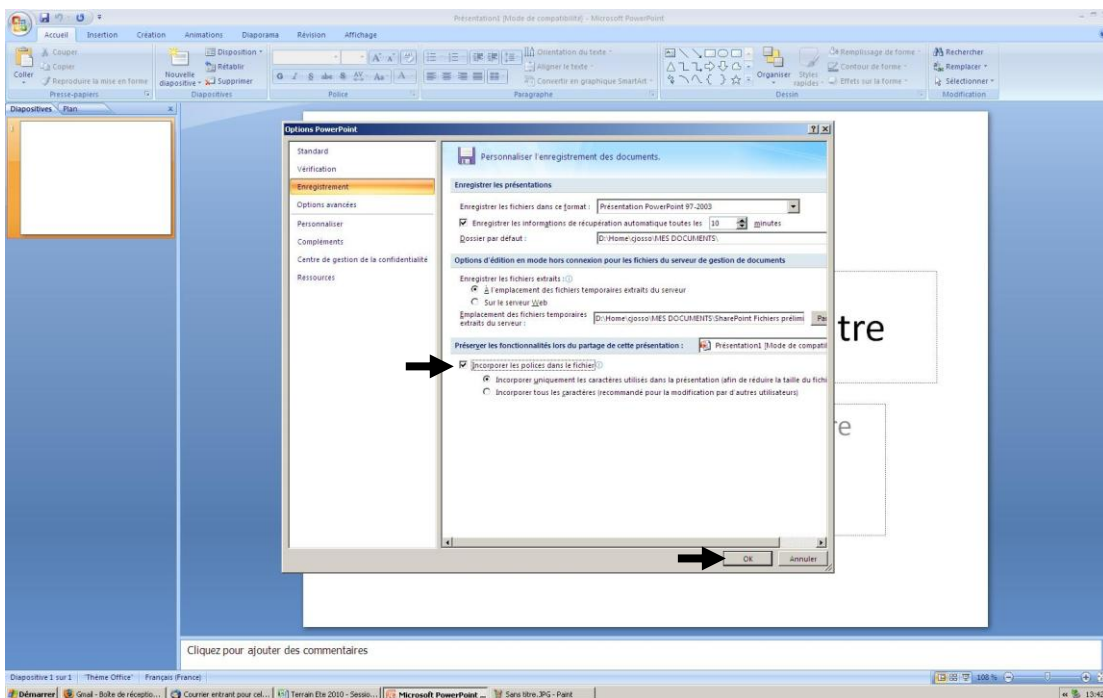 Présentation1 [Mode de compatibilité] - Microsoft PowerPoint
Accueil Insertion Création Animations Diaporama Révision Affichage
Coller
Couper
Copier
Reproduire la mise en forme
Presse-papiers
Nouvelle diapositive
Disposition
Rétablir
Supprimer
Diapositives
Police
Orientation du texte
Aligner le texte
Convertir en graphique SmartArt
Paragraphe
Organiser
Styles rapides
Remplissage de forme
Contour de forme
Effets sur la forme
Dessin
Rechercher
Remplacer
Sélectionner
Modification
Diapositives Plan
1
Options PowerPoint
Standard
Vérification
Enregistrement
Options avancées
Personnaliser
Compléments
Centre de gestion de la confidentialité
Ressources
Personnaliser l'enregistrement des documents.
Enregistrer les présentations
Enregistrer les fichiers dans ce format : Présentation PowerPoint 97-2003
Enregistrer les informations de récupération automatique toutes les 10 minutes
Dossier par défaut : D:\Home\cjosso\MES DOCUMENTS\
Options d'édition en mode hors connexion pour les fichiers du serveur de gestion de documents
Enregistrer les fichiers extraits :
À l'emplacement des fichiers temporaires extraits du serveur
Sur le serveur Web
Emplacement des fichiers temporaires
extraits du serveur : D:\Home\cjosso\MES DOCUMENTS\SharePoint Fichiers prélimi Pa
Préserver les fonctionnalités lors du partage de cette présentation : Présentation1 [Mode de compatil
Incorporer les polices dans le fichier
Incorporer uniquement les caractères utilisés dans la présentation (afin de réduire la taille du fichi
Incorporer tous les caractères (recommandé pour la modification par d'autres utilisateurs)
OK Annuler
tre
e
Cliquez pour ajouter des commentaires
Diapositive 1 sur 1 "Thème Office" Français (France) 108 %
Démarrer Gmail - Boîte de réceptio... Courrier entrant pour cel... Terrain Ete 2010 - Sessio... Microsoft PowerPoint ... Sans titre.JPG - Paint